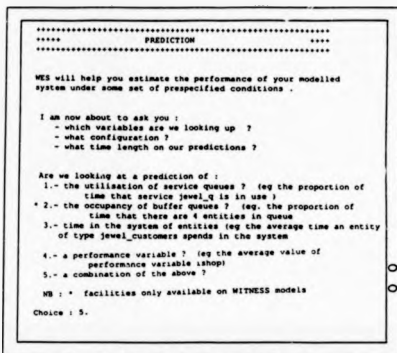 ************************************************************
***** PREDICTION ****
************************************************************
WES will help you estimate the performance of your modelled
system under some set of prespecified conditions .
I am now about to ask you :
- which variables are we looking up ?
- what configuration ?
- what time length on our predictions ?
Are we looking at a prediction of :
1.- the utilisation of service queues ? (eg the proportion of
time that service jewel_q is in use )
* 2.- the occupancy of buffer queues ? (eg. the proportion of
time that there are 4 entities in queue
3.- time in the system of entities (eg the average time an entity
of type jewel_customers spends in the system
4.- a performance variable ? (eg the average value of
performance variable ishop)
5.- a combination of the above ?
NB : * facilities only available on WITNESS models
Choice : 5.